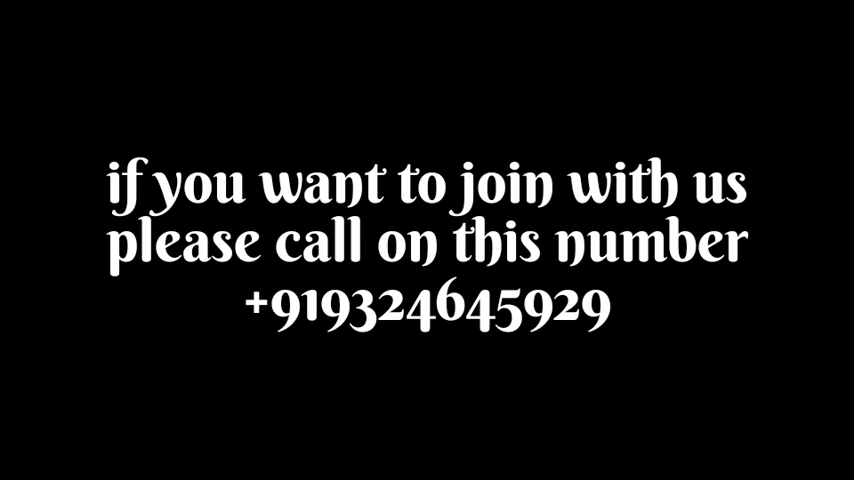 if you want to join with us
please call on this number
+919324645929